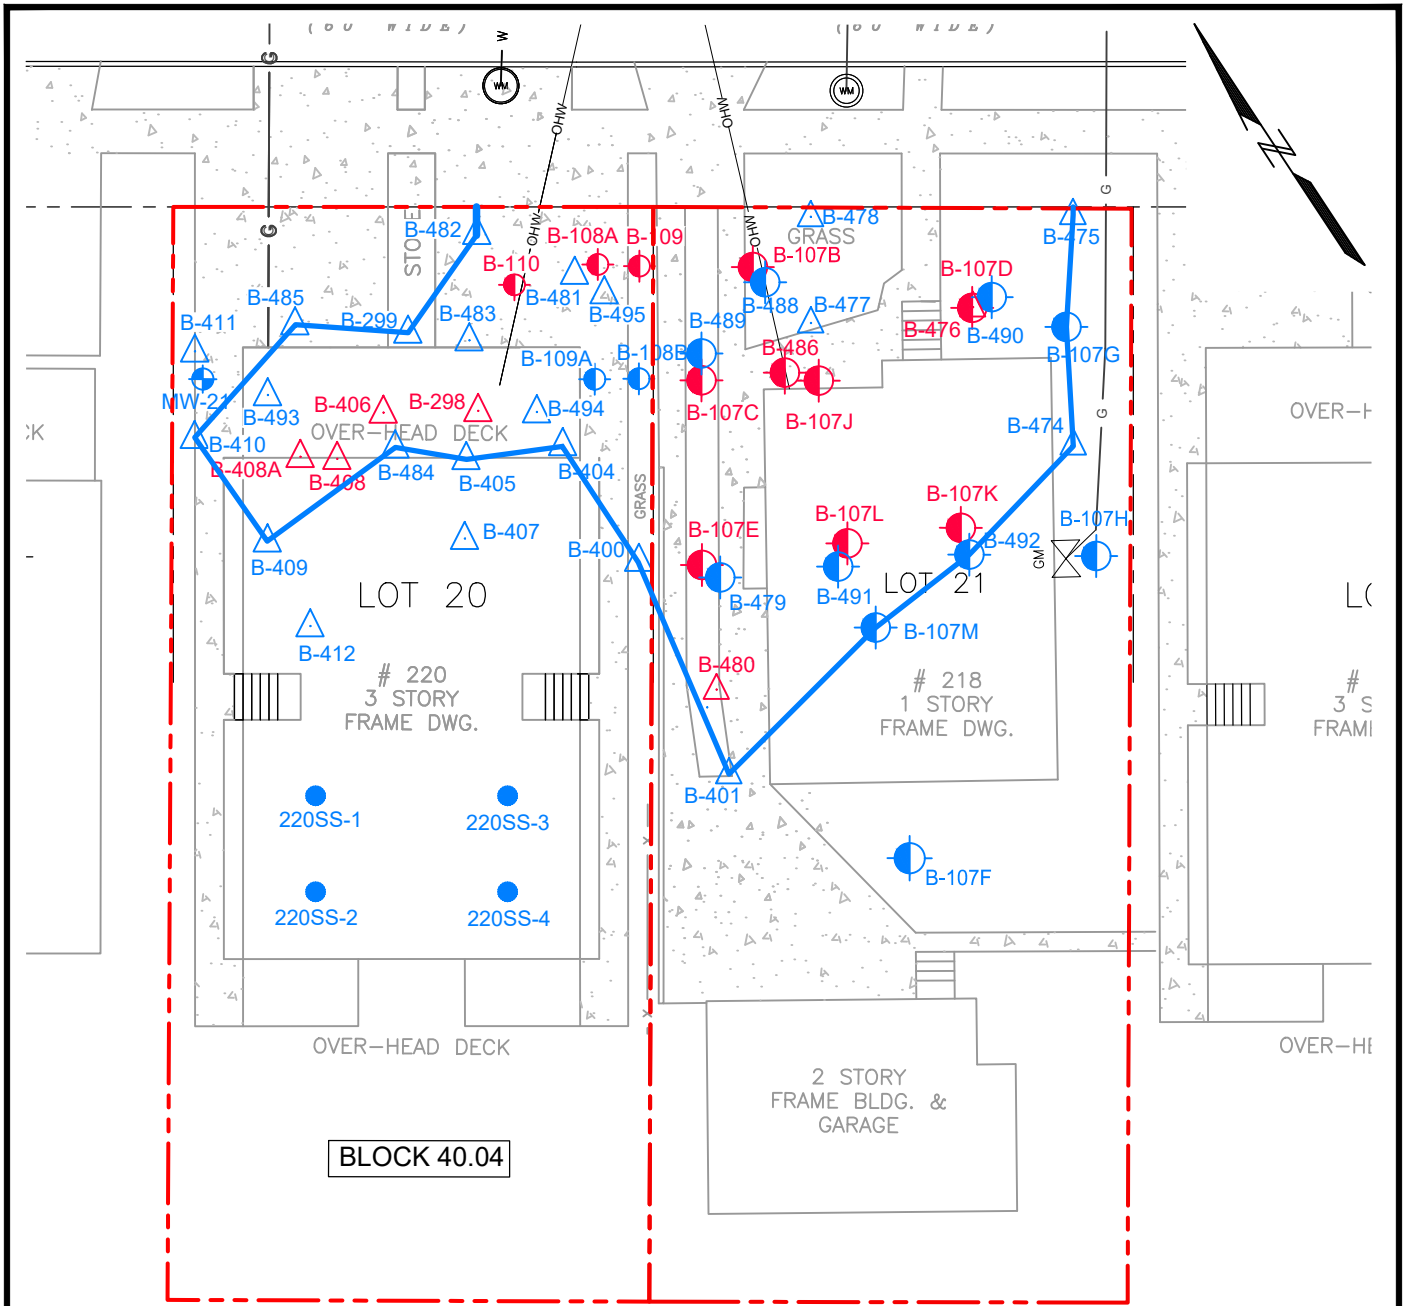 (60' WIDE)
(60' WIDE)
G
W
WM
WM
OHW
OHW
N
G
G
B-482
STONE
OHW
B-108A
B-109
OHW
B-107B
B-478
GRASS
B-475
B-110
B-481
B-495
B-488
B-107D
B-485
B-299
B-483
B-411
B-489
B-477
B-476
B-490
B-107G
B-109A
B-108B
B-486
MW-21
B-493
B-406
B-298
B-494
B-107C
B-107J
G
OVER-H
CK
B-410
OVER-HEAD DECK
B-474
B-408A
B-408
B-484
B-405
B-404
GRASS
B-107K
B-107L
B-107H
B-107E
B-407
B-400
B-409
B-492
GM
B-491
B-479
LOT 20
LOT 21
LO
B-412
B-107M
B-480
# 220
3 STORY
FRAME DWG.
# 218
1 STORY
FRAME DWG.
#
3 S
FRAM
B-401
220SS-1
220SS-3
X
B-107F
220SS-2
220SS-4
X
OVER-HEAD DECK
OVER-HE
2 STORY
FRAME BLDG. &
GARAGE
BLOCK 40.04